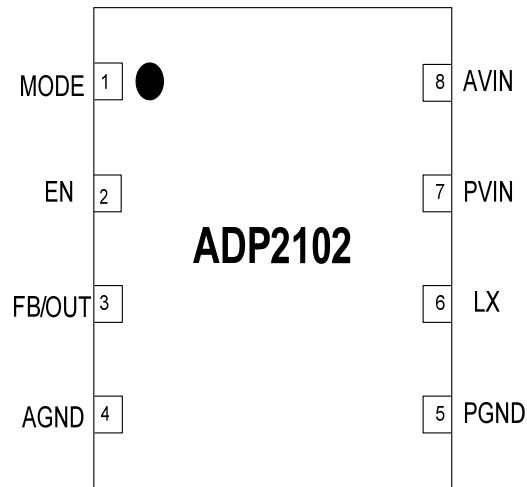 MODE 1 8 AVIN
EN 2 7 PVIN
ADP2102
FB/OUT 3 6 LX
AGND 4 5 PGND